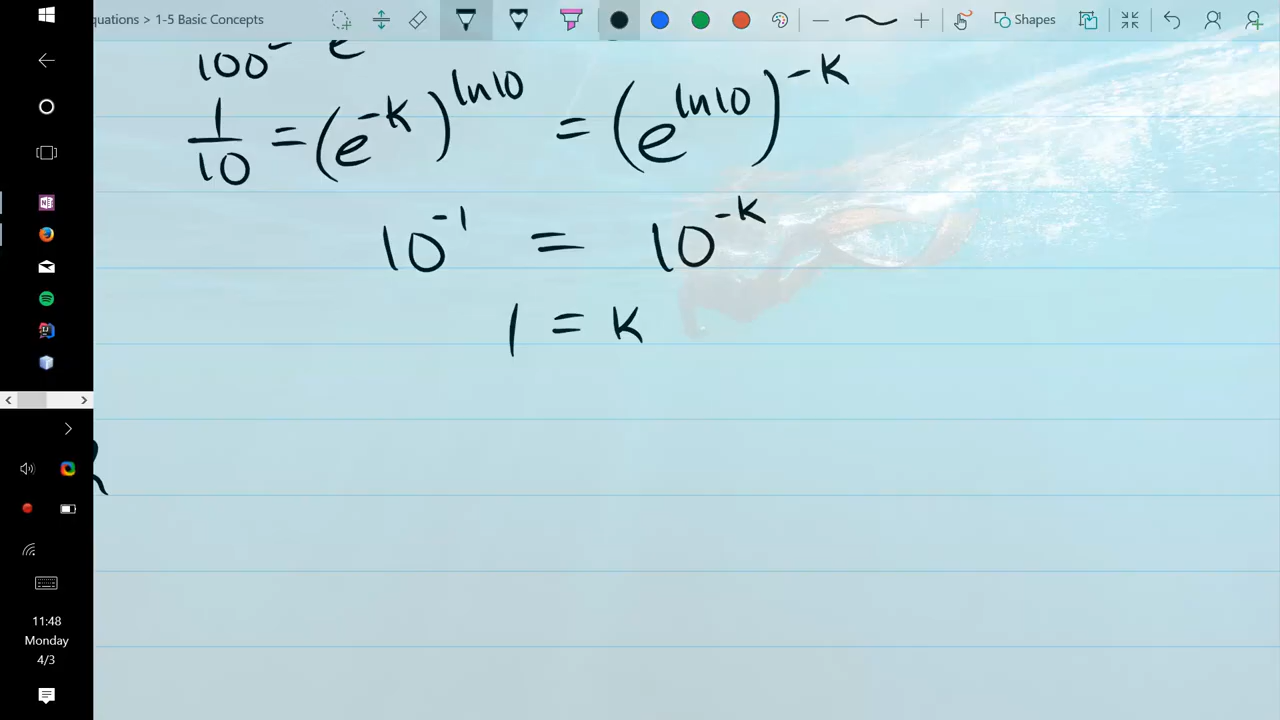 quations > 1-5 Basic Concepts
Shapes
100 e
1/10 = (e^-k)^ln10 = (e^ln10)^-k
10^-1 = 10^-k
1 = k
11:48
Monday
4/3